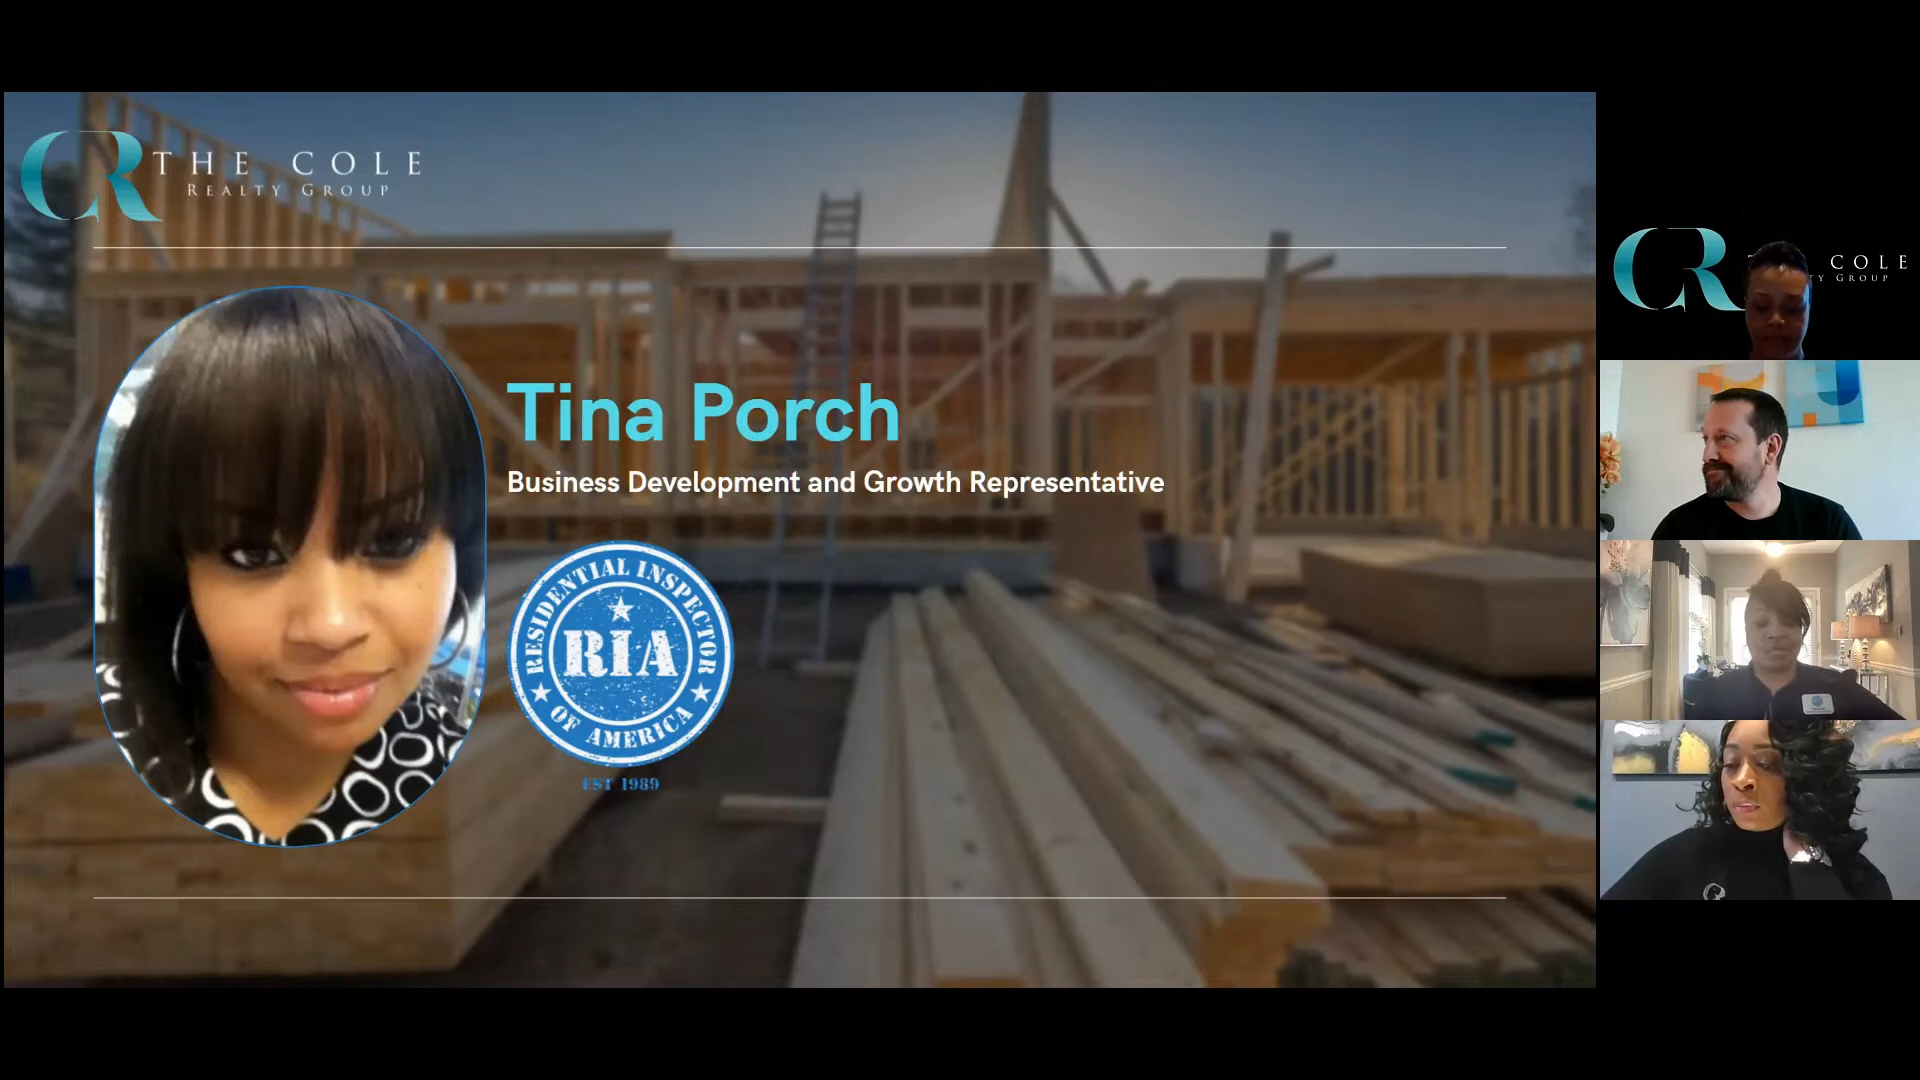 THE COLE
REALTY GROUP
Tina Porch
Business Development and Growth Representative
RESIDENTIAL INSPECTOR
RIA
OF AMERICA
EST 1989
COLE
TY GROUP